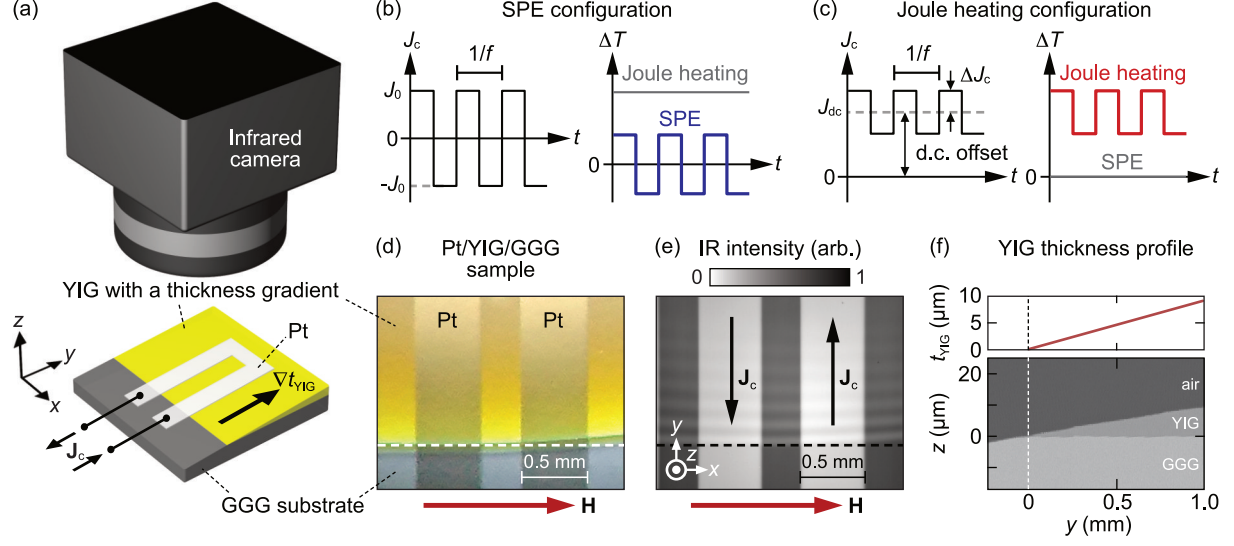 (a)
Infrared
camera
YIG with a thickness gradient
Pt
z
y
x
∇tYIG
Jc
GGG substrate
(b)
SPE configuration
Jc
1/f
J0
0
-J0
t
ΔT
Joule heating
SPE
0
t
(c)
Joule heating configuration
Jc
1/f
ΔJc
Jdc
d.c. offset
0
t
ΔT
Joule heating
SPE
0
t
(d)
Pt/YIG/GGG
sample
Pt
Pt
0.5 mm
H
(e)
IR intensity (arb.)
0
1
Jc
Jc
y
z
x
0.5 mm
H
(f)
YIG thickness profile
tYIG (μm)
10
5
0
z (μm)
20
0
air
YIG
GGG
0
0.5
1.0
y (mm)